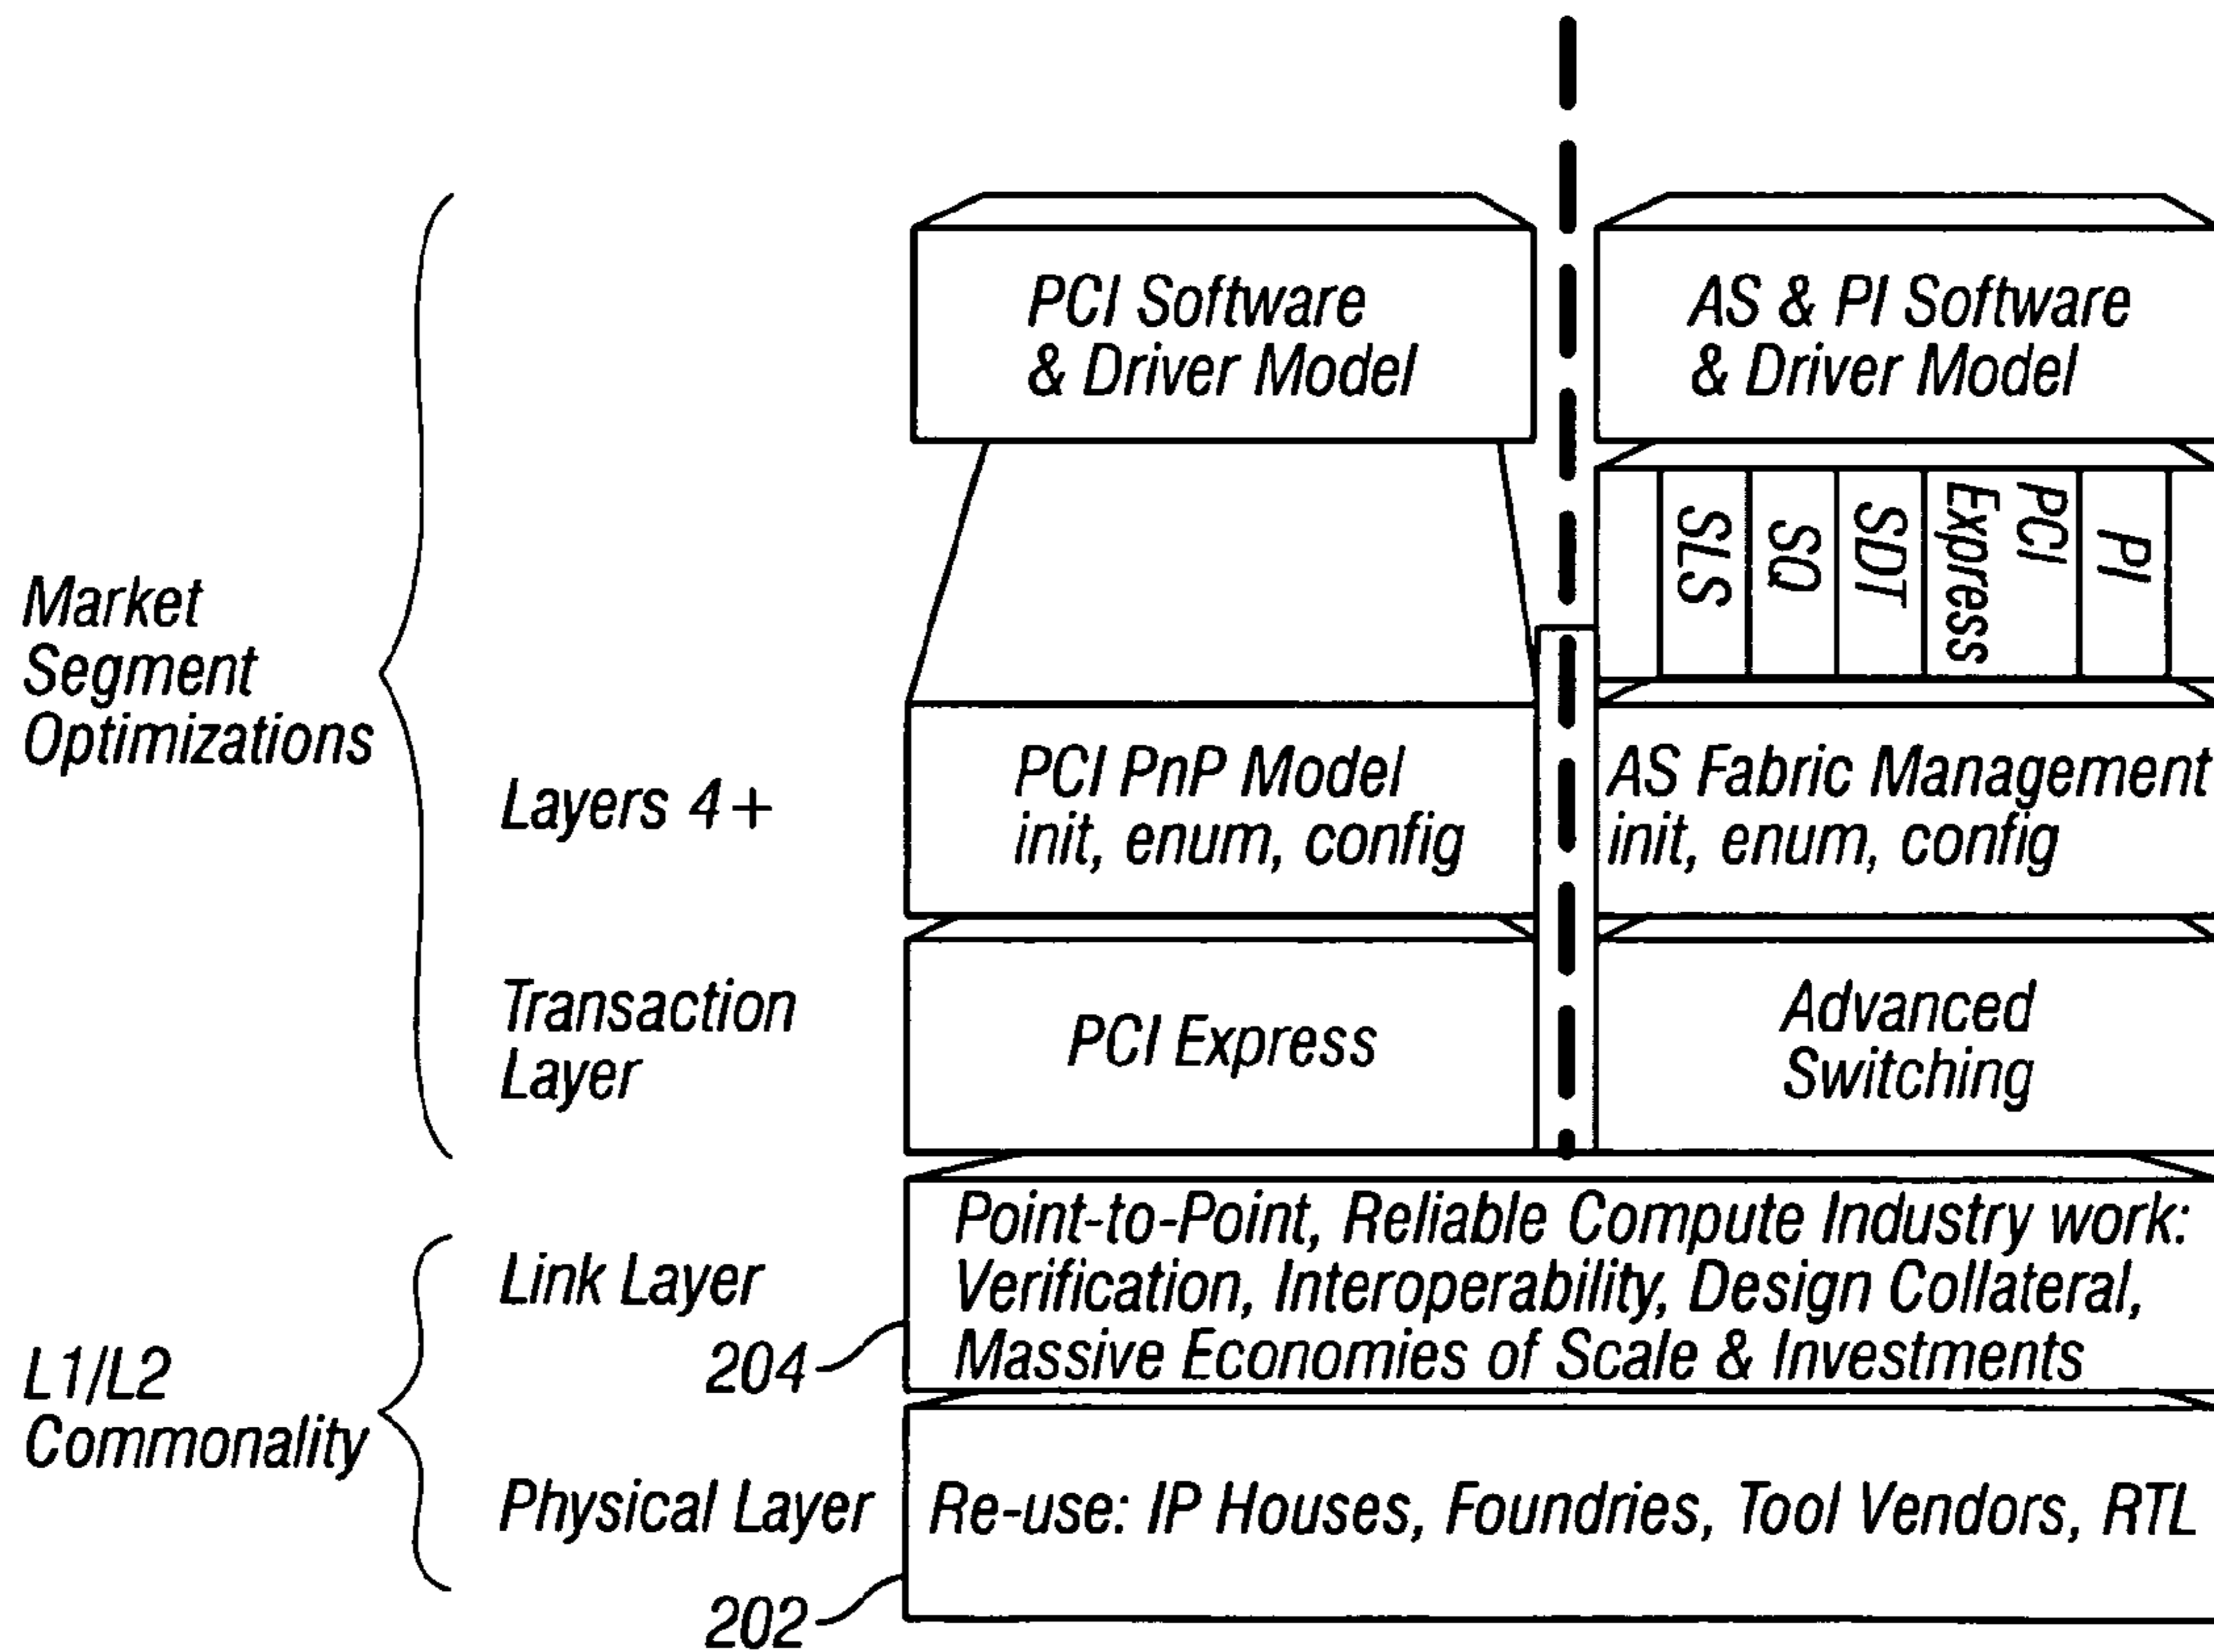 PCI Software
& Driver Model
AS & PI Software
& Driver Model
SLS
SQ
SDT
PCI
Express
PI
Market
Segment
Optimizations
Layers 4+
PCI PnP Model
init, enum, config
AS Fabric Management
init, enum, config
Transaction
Layer
PCI Express
Advanced
Switching
L1/L2
Commonality
Link Layer
204
Point-to-Point, Reliable Compute Industry work:
Verification, Interoperability, Design Collateral,
Massive Economies of Scale & Investments
Physical Layer
202
Re-use: IP Houses, Foundries, Tool Vendors, RTL